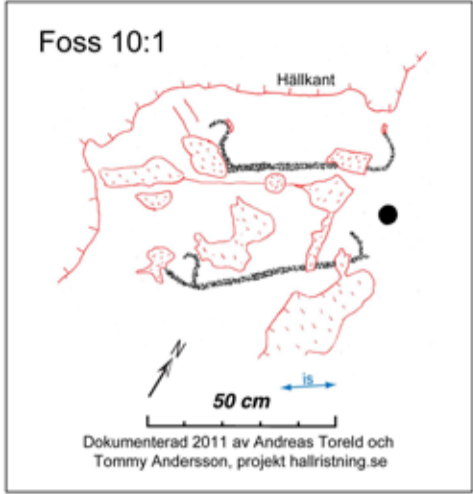 Foss 10:1
Hällkant
N
is
50 cm
Dokumenterad 2011 av Andreas Toreld och
Tommy Andersson, projekt hallristning.se